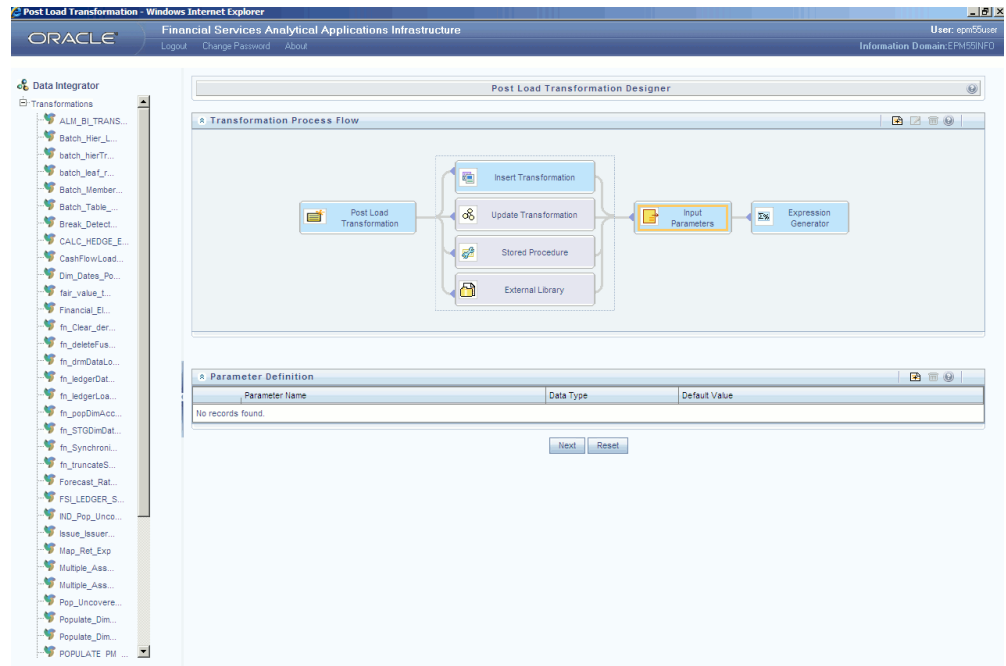 Post Load Transformation - Windows Internet Explorer
ORACLE
Financial Services Analytical Applications Infrastructure
User: epm55user
Logout Change Password About
Information Domain:EPM55INFO
Data Integrator
Transformations
ALM_BI_TRANS...
Batch_Hier_L...
batch_hierTr...
batch_leaf_r...
Batch_Member...
Batch_Table_...
Break_Detect...
CALC_HEDGE_E...
CashFlowLoad...
Dim_Dates_Po...
fair_value_t...
Financial_El...
fn_Clear_der...
fn_deleteFus...
fn_drmDataLo...
fn_ledgerDat...
fn_ledgerLoa...
fn_popDimAcc...
fn_STGDimDat...
fn_Synchroni...
fn_truncateS...
Forecast_Rat...
FSI_LEDGER_S...
IND_Pop_Unco...
Issue_Issuer...
Map_Ret_Exp
Multiple_Ass...
Multiple_Ass...
Pop_Uncovere...
Populate_Dim...
Populate_Dim...
POPULATE_PM_...
Post Load Transformation Designer
Transformation Process Flow
Post Load
Transformation
Insert Transformation
Update Transformation
Stored Procedure
External Library
Input
Parameters
Σ%
Expression
Generator
Parameter Definition
Parameter Name Data Type Default Value
No records found.
Next Reset